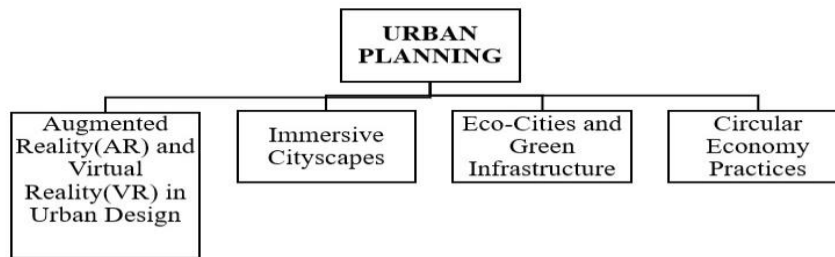 URBAN
PLANNING
Augmented
Reality(AR) and
Virtual
Reality(VR) in
Urban Design
Immersive
Cityscapes
Eco-Cities and
Green
Infrastructure
Circular
Economy
Practices